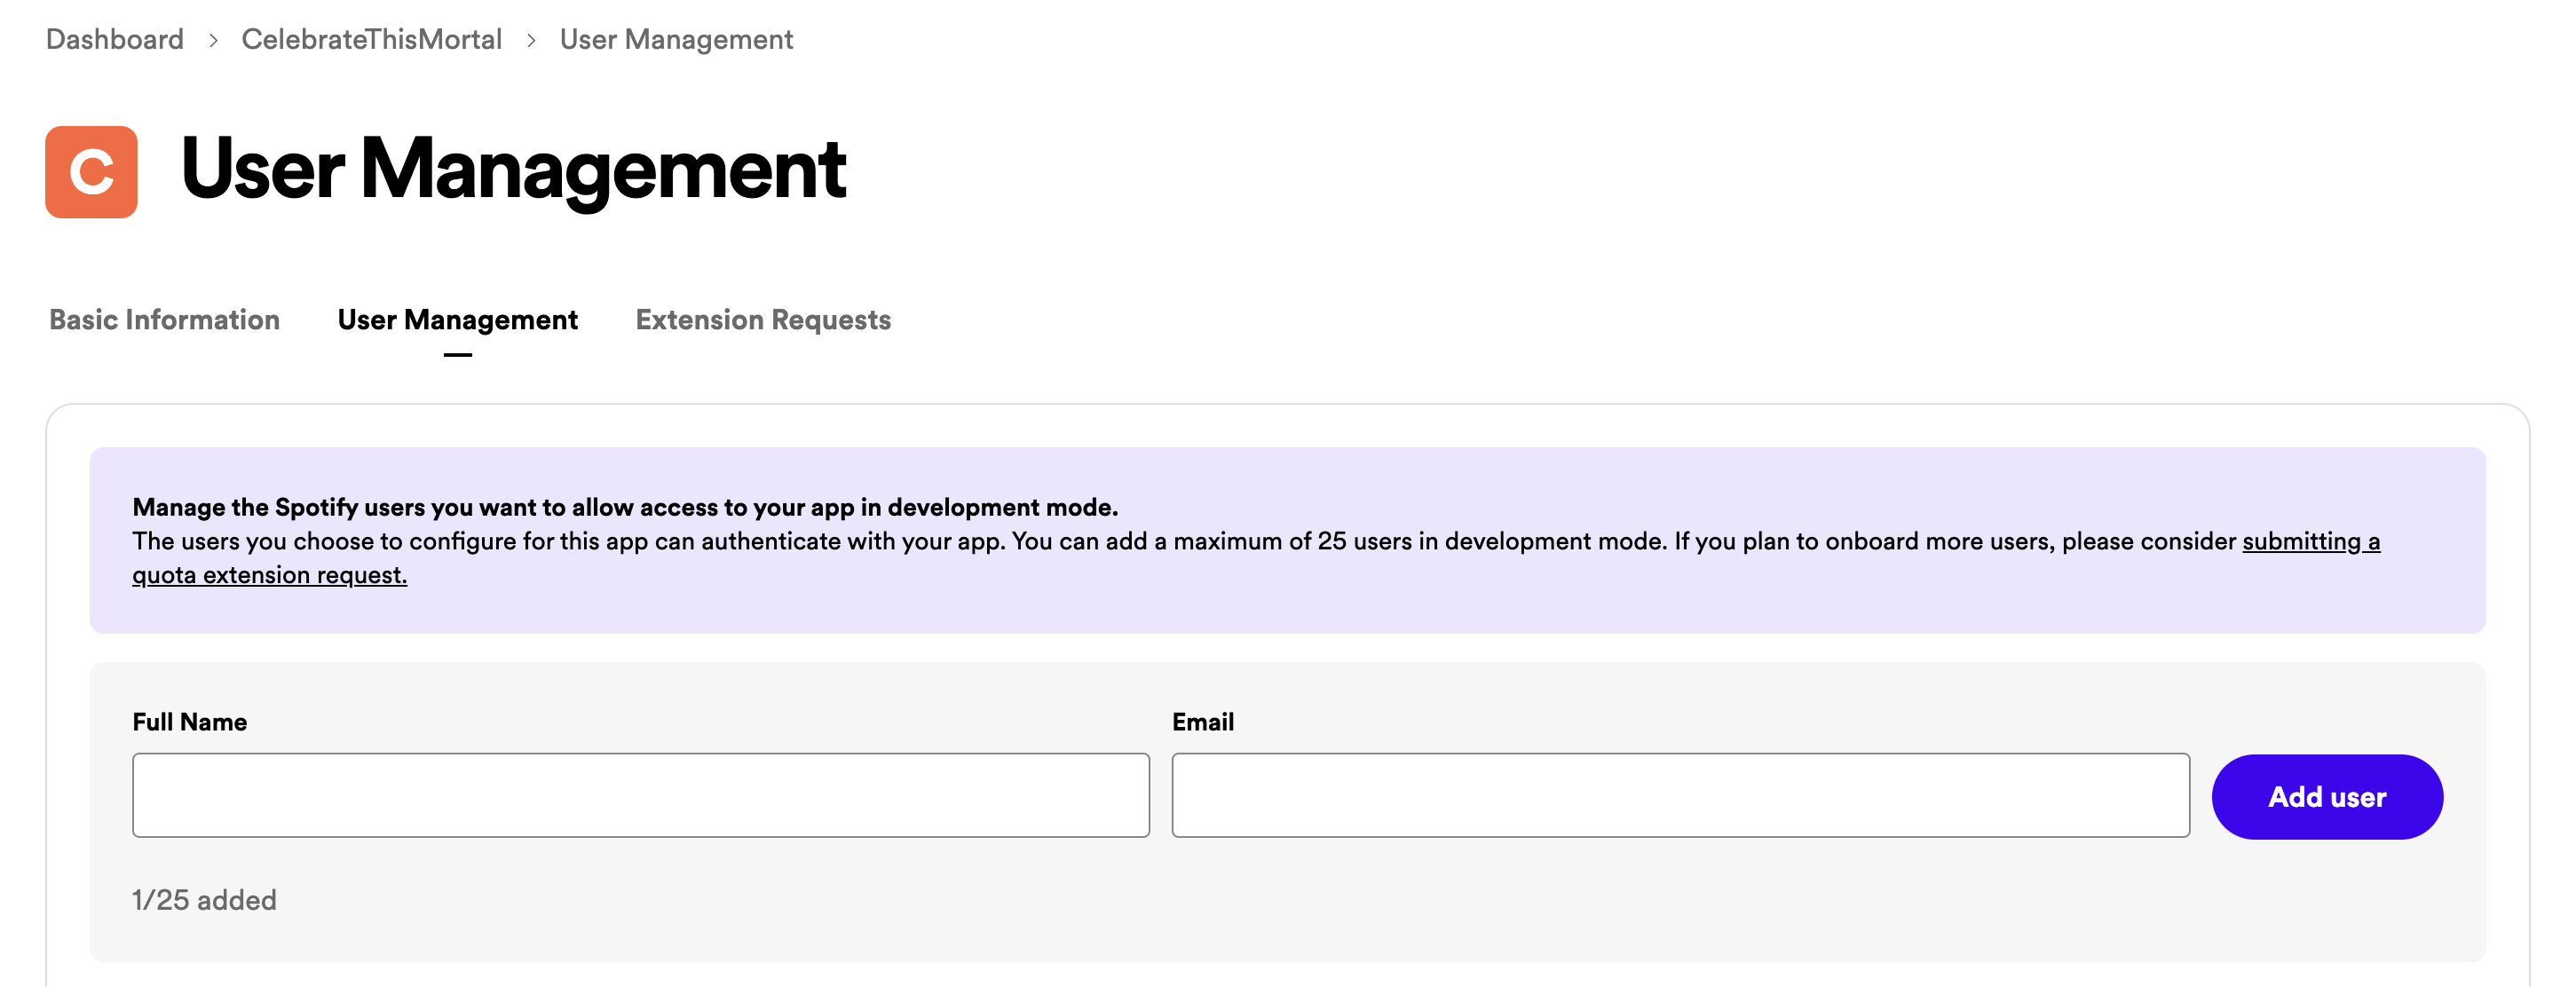 Dashboard > CelebrateThisMortal > User Management
C User Management
Basic Information User Management Extension Requests
Manage the Spotify users you want to allow access to your app in development mode.
The users you choose to configure for this app can authenticate with your app. You can add a maximum of 25 users in development mode. If you plan to onboard more users, please consider submitting a
quota extension request.
Full Name Email
Add user
1/25 added